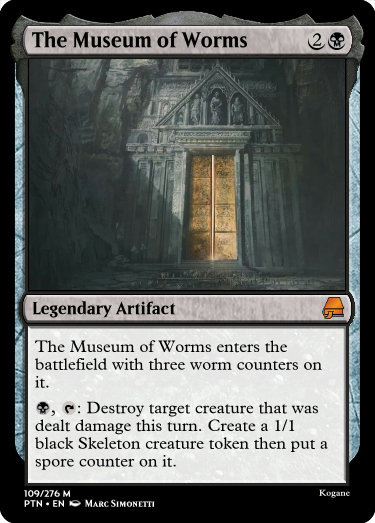 The Museum of Worms 2
Legendary Artifact
The Museum of Worms enters the
battlefield with three worm counters on
it.
, : Destroy target creature that was
dealt damage this turn. Create a 1/1
black Skeleton creature token then put a
spore counter on it.
109/276 M
Kogane
PTN • EN Marc Simonetti